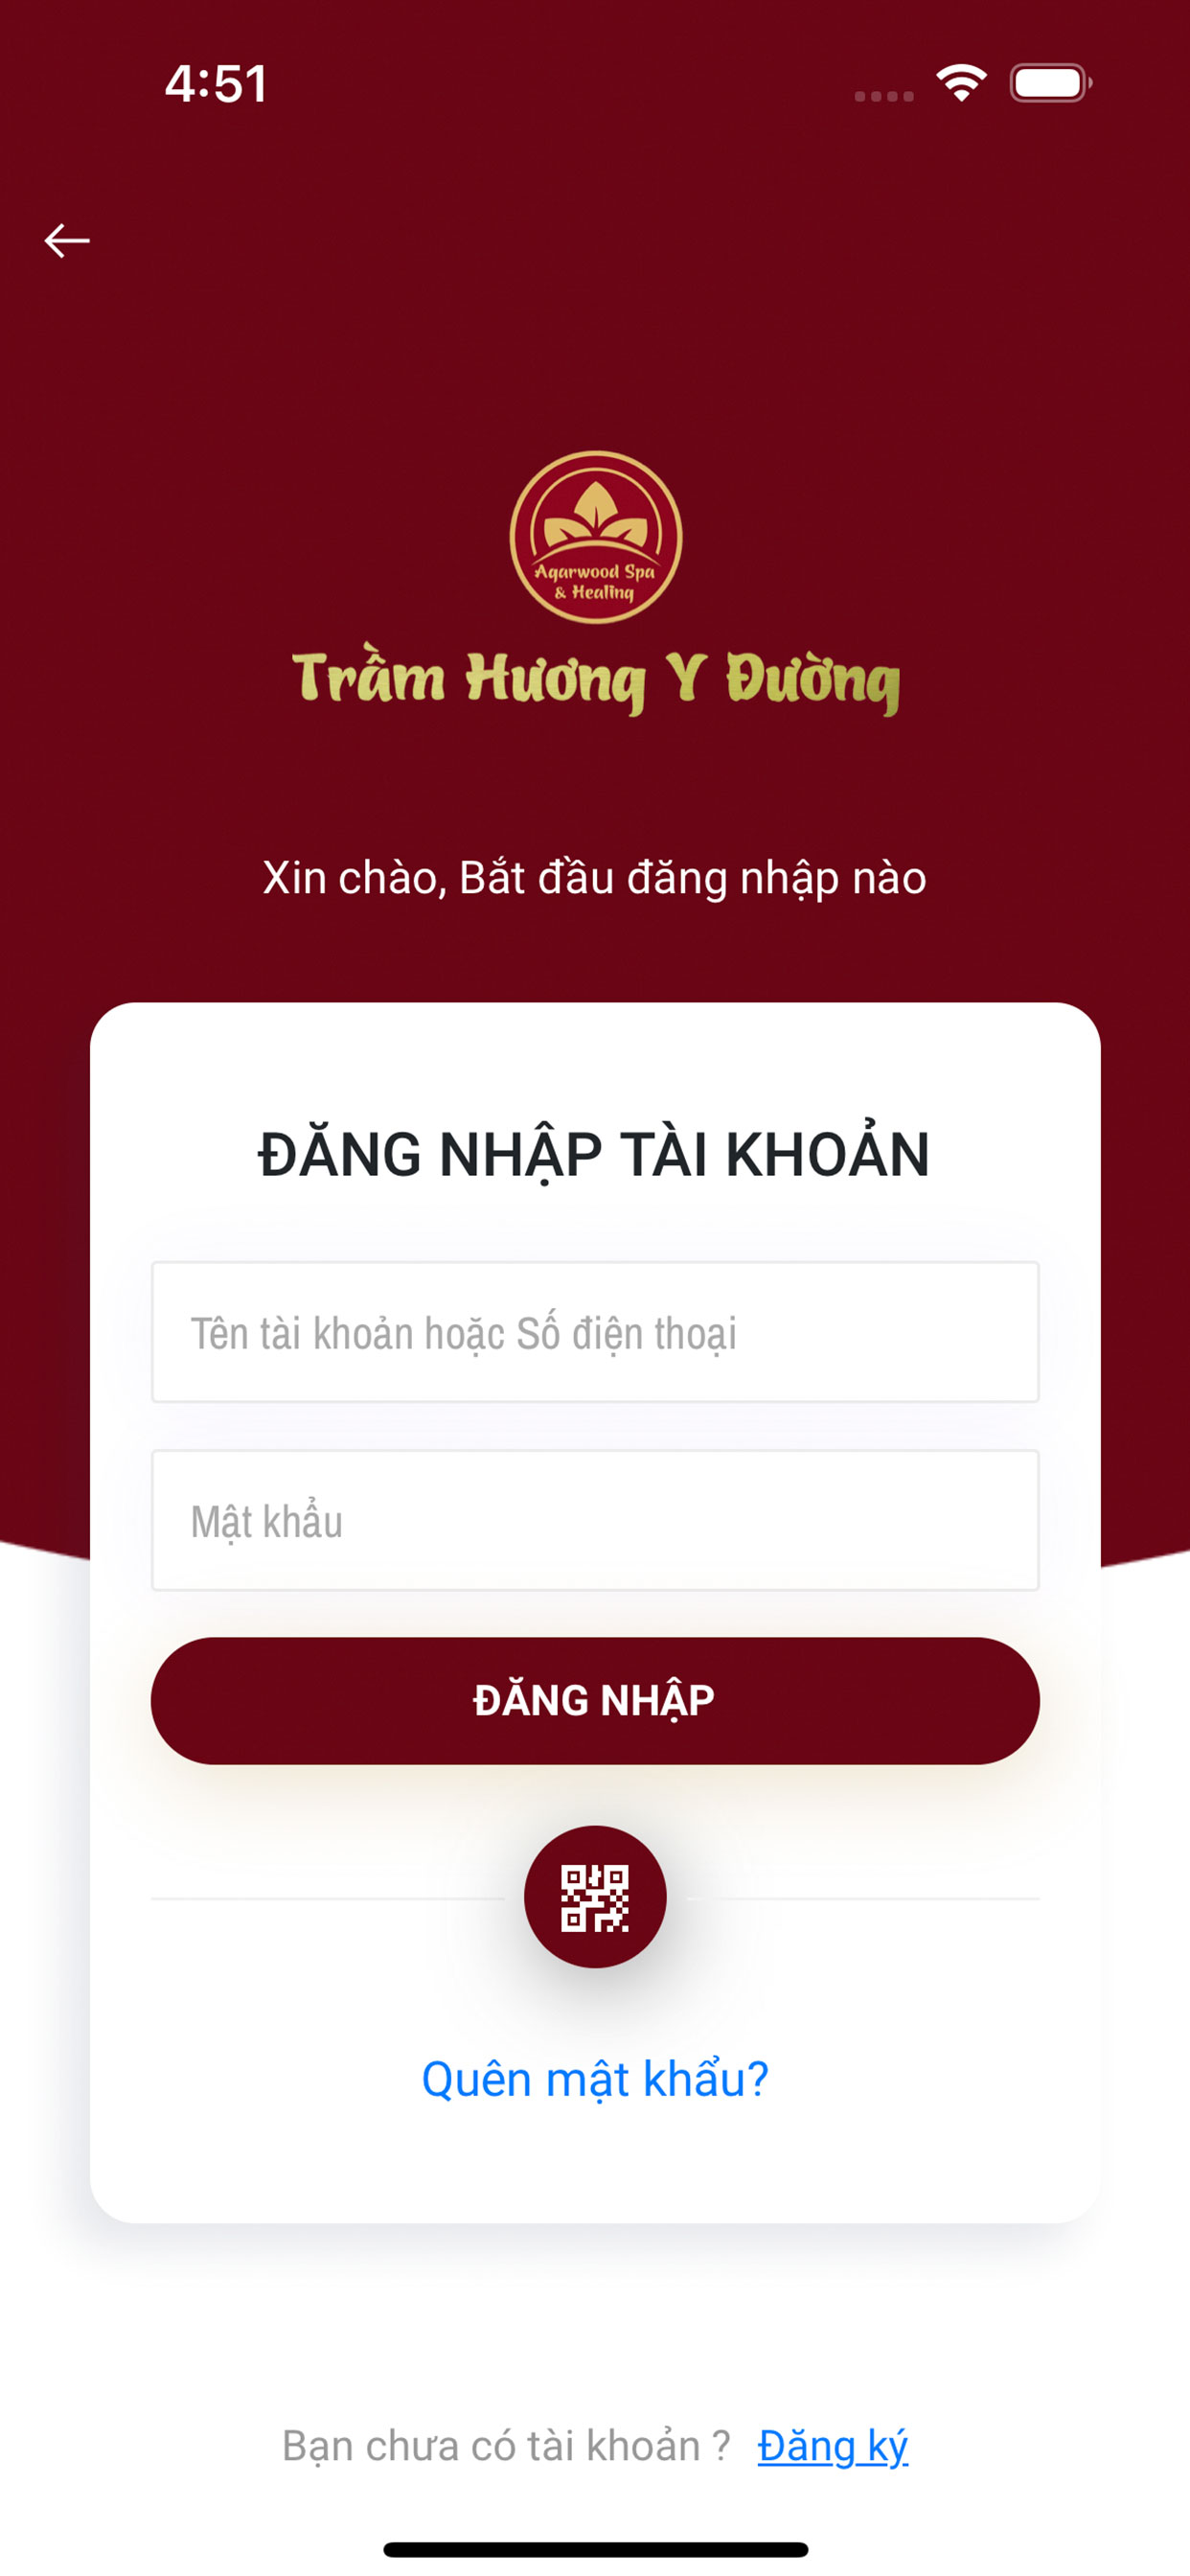 4:51
Agarwood Spa
& Healing
Trầm Hương Y Đường
Xin chào, Bắt đầu đăng nhập nào
ĐĂNG NHẬP TÀI KHOẢN
Tên tài khoản hoặc Số điện thoại
Mật khẩu
ĐĂNG NHẬP
Quên mật khẩu?
Bạn chưa có tài khoản ? Đăng ký